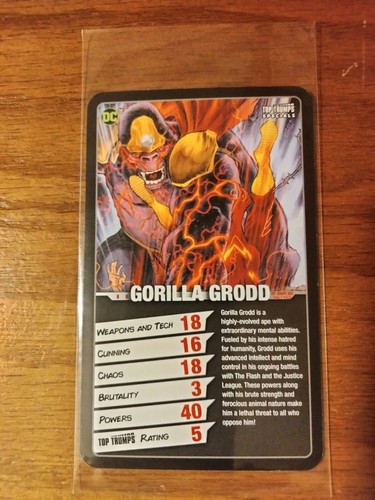 DC
TOP TRUMPS
SPECIALS
GORILLA GRODD
WEAPONS AND TECH 18
CUNNING 16
CHAOS 18
BRUTALITY 3
POWERS 40
TOP TRUMPS RATING 5
Gorilla Grodd is a
highly-evolved ape with
extraordinary mental abilities.
Fueled by his intense hatred
for humanity, Grodd uses his
advanced intellect and mind
control in his ongoing battles
with The Flash and the Justice
League. These powers along
with his brute strength and
ferocious animal nature make
him a lethal threat to all who
oppose him!